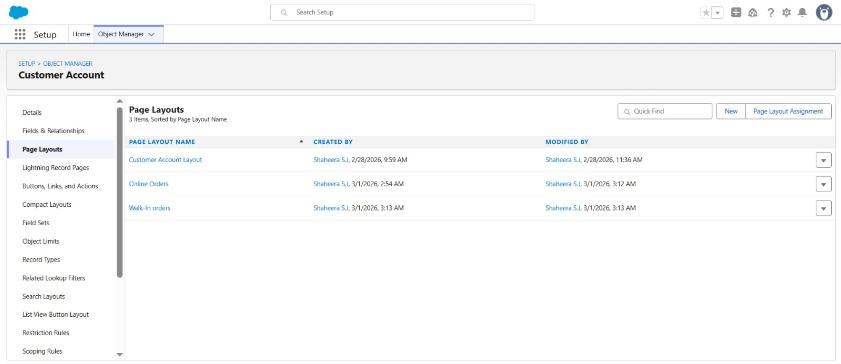 Search Setup
Setup
Home
Object Manager
SETUP > OBJECT MANAGER
Customer Account
Details
Fields & Relationships
Page Layouts
Lightning Record Pages
Buttons, Links, and Actions
Compact Layouts
Field Sets
Object Limits
Record Types
Related Lookup Filters
Search Layouts
List View Button Layout
Restriction Rules
Scoping Rules
Page Layouts
3 Items, Sorted by Page Layout Name
Quick Find
New
Page Layout Assignment
PAGE LAYOUT NAME CREATED BY MODIFIED BY
Customer Account Layout Shaheera S.I, 2/28/2026, 9:59 AM Shaheera S.I, 2/28/2026, 11:36 AM
Online Orders Shaheera S.I, 3/1/2026, 2:54 AM Shaheera S.I, 3/1/2026, 3:12 AM
Walk-In orders Shaheera S.I, 3/1/2026, 3:13 AM Shaheera S.I, 3/1/2026, 3:13 AM